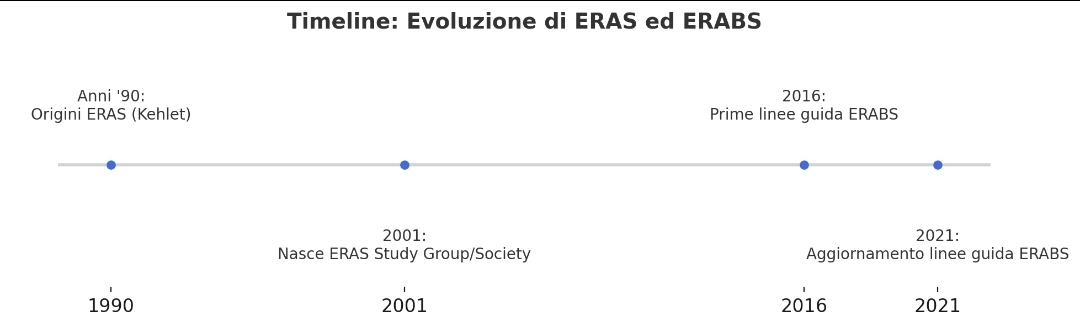 Timeline: Evoluzione di ERAS ed ERABS
Anni '90:
Origini ERAS (Kehlet)
2016:
Prime linee guida ERABS
2001:
Nasce ERAS Study Group/Society
2021:
Aggiornamento linee guida ERABS
1990
2001
2016
2021